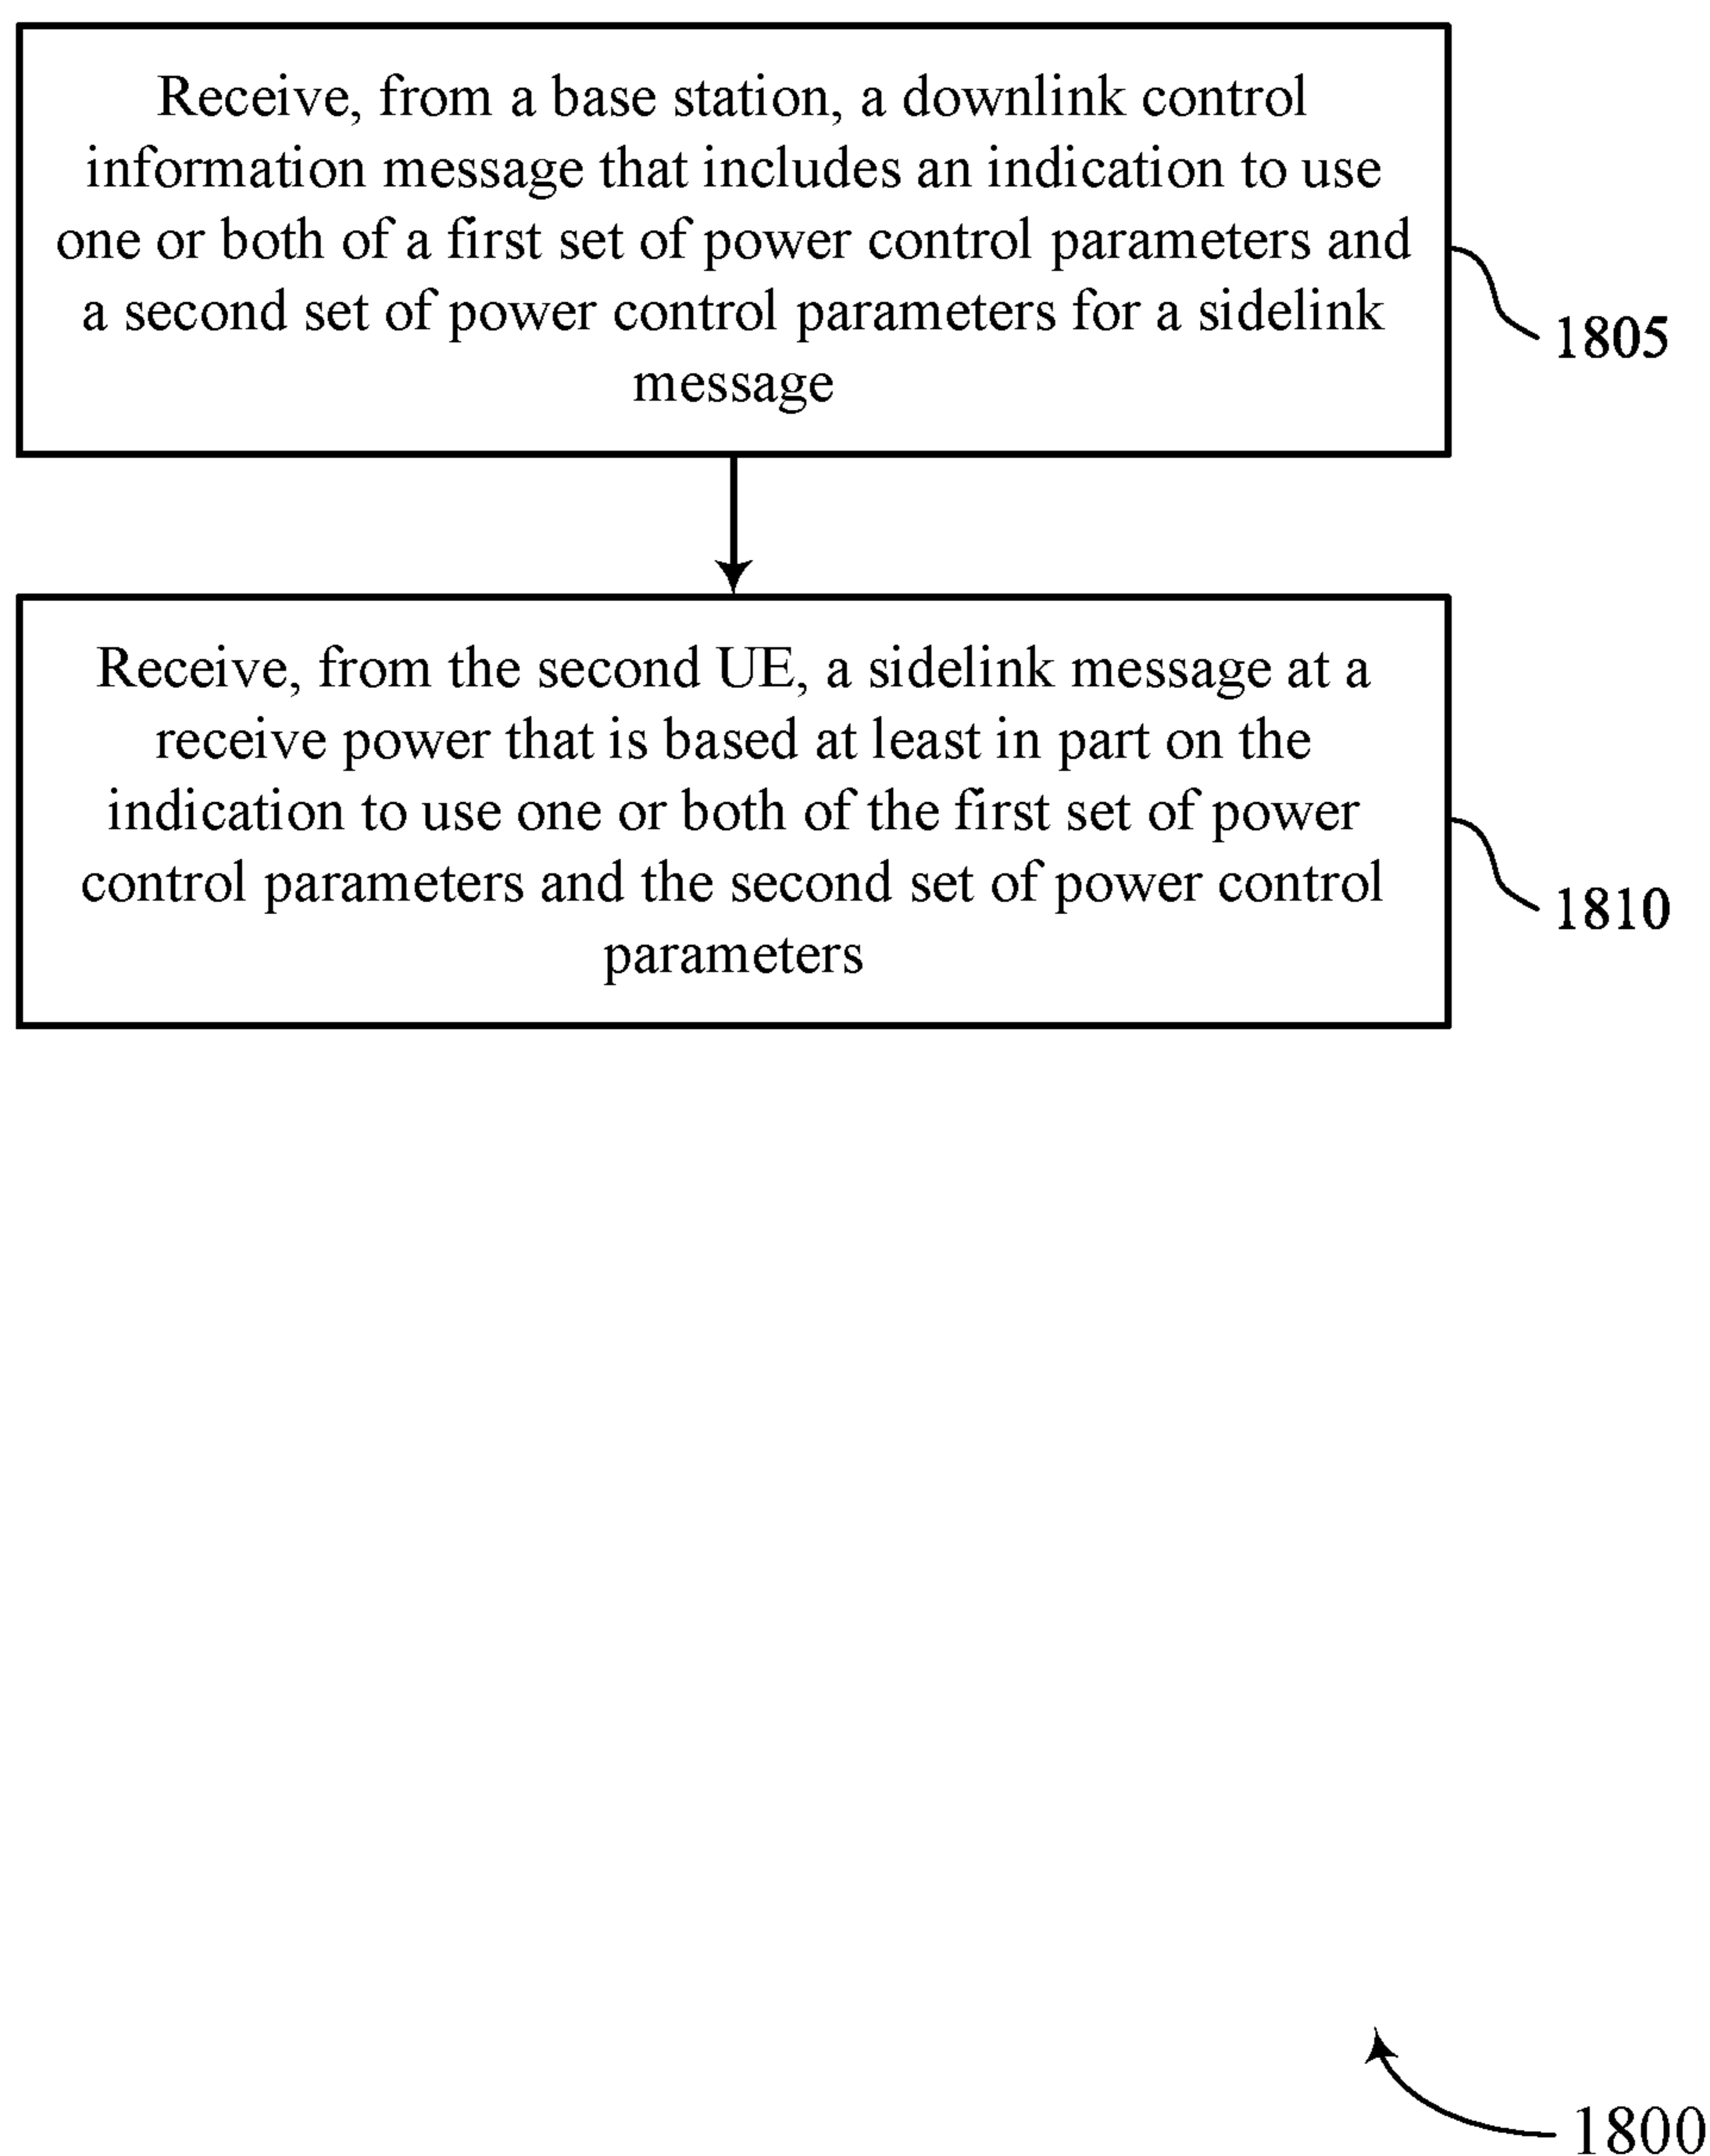 Receive, from a base station, a downlink control
information message that includes an indication to use
one or both of a first set of power control parameters and
a second set of power control parameters for a sidelink
message
1805
Receive, from the second UE, a sidelink message at a
receive power that is based at least in part on the
indication to use one or both of the first set of power
control parameters and the second set of power control
parameters
1810
1800